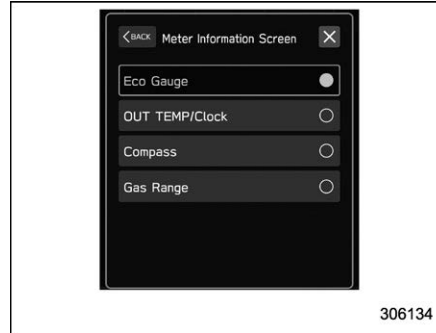 BACK Meter Information Screen
Eco Gauge
OUT TEMP/Clock
Compass
Gas Range
306134